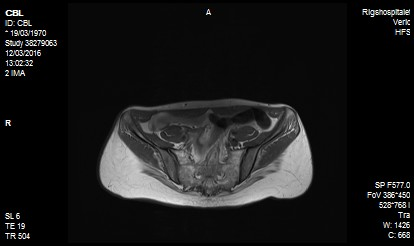 CBL
ID: CBL
* 19/03/1970
Study 38279063
12/03/2016
13:02:32
2 IMA
A
Rigshospitalet
HFS
R
SL 6
TE 19
TR 504
SP F577.0
FoV 386*450
528*768
Tra
W: 1426
C: 668